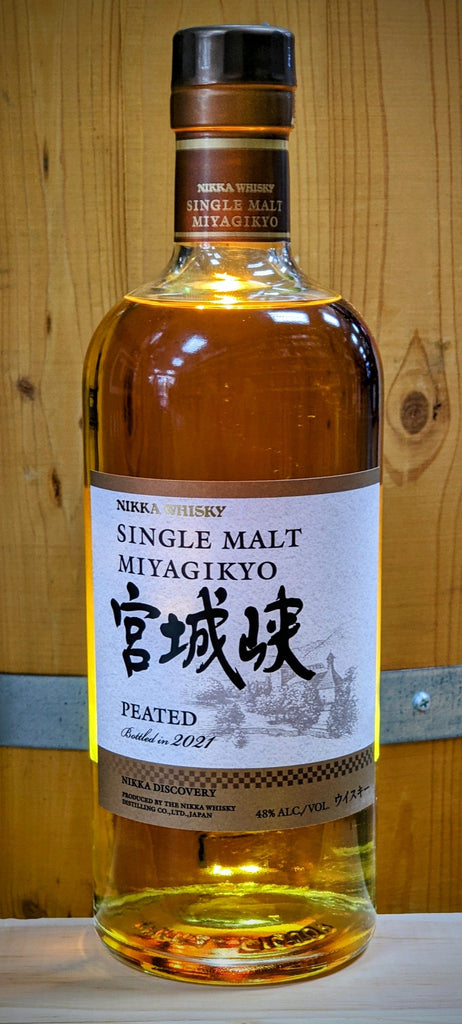 NIKKA WHISKY
SINGLE MALT
MIYAGIKYO
NIKKA WHISKY
SINGLE MALT
MIYAGIKYO
宮城峡
PEATED
Bottled in 2021
NIKKA DISCOVERY
PRODUCED BY THE NIKKA WHISKY
DISTILLING CO.,LTD.,JAPAN
48% ALC/VOL. ウイスキー